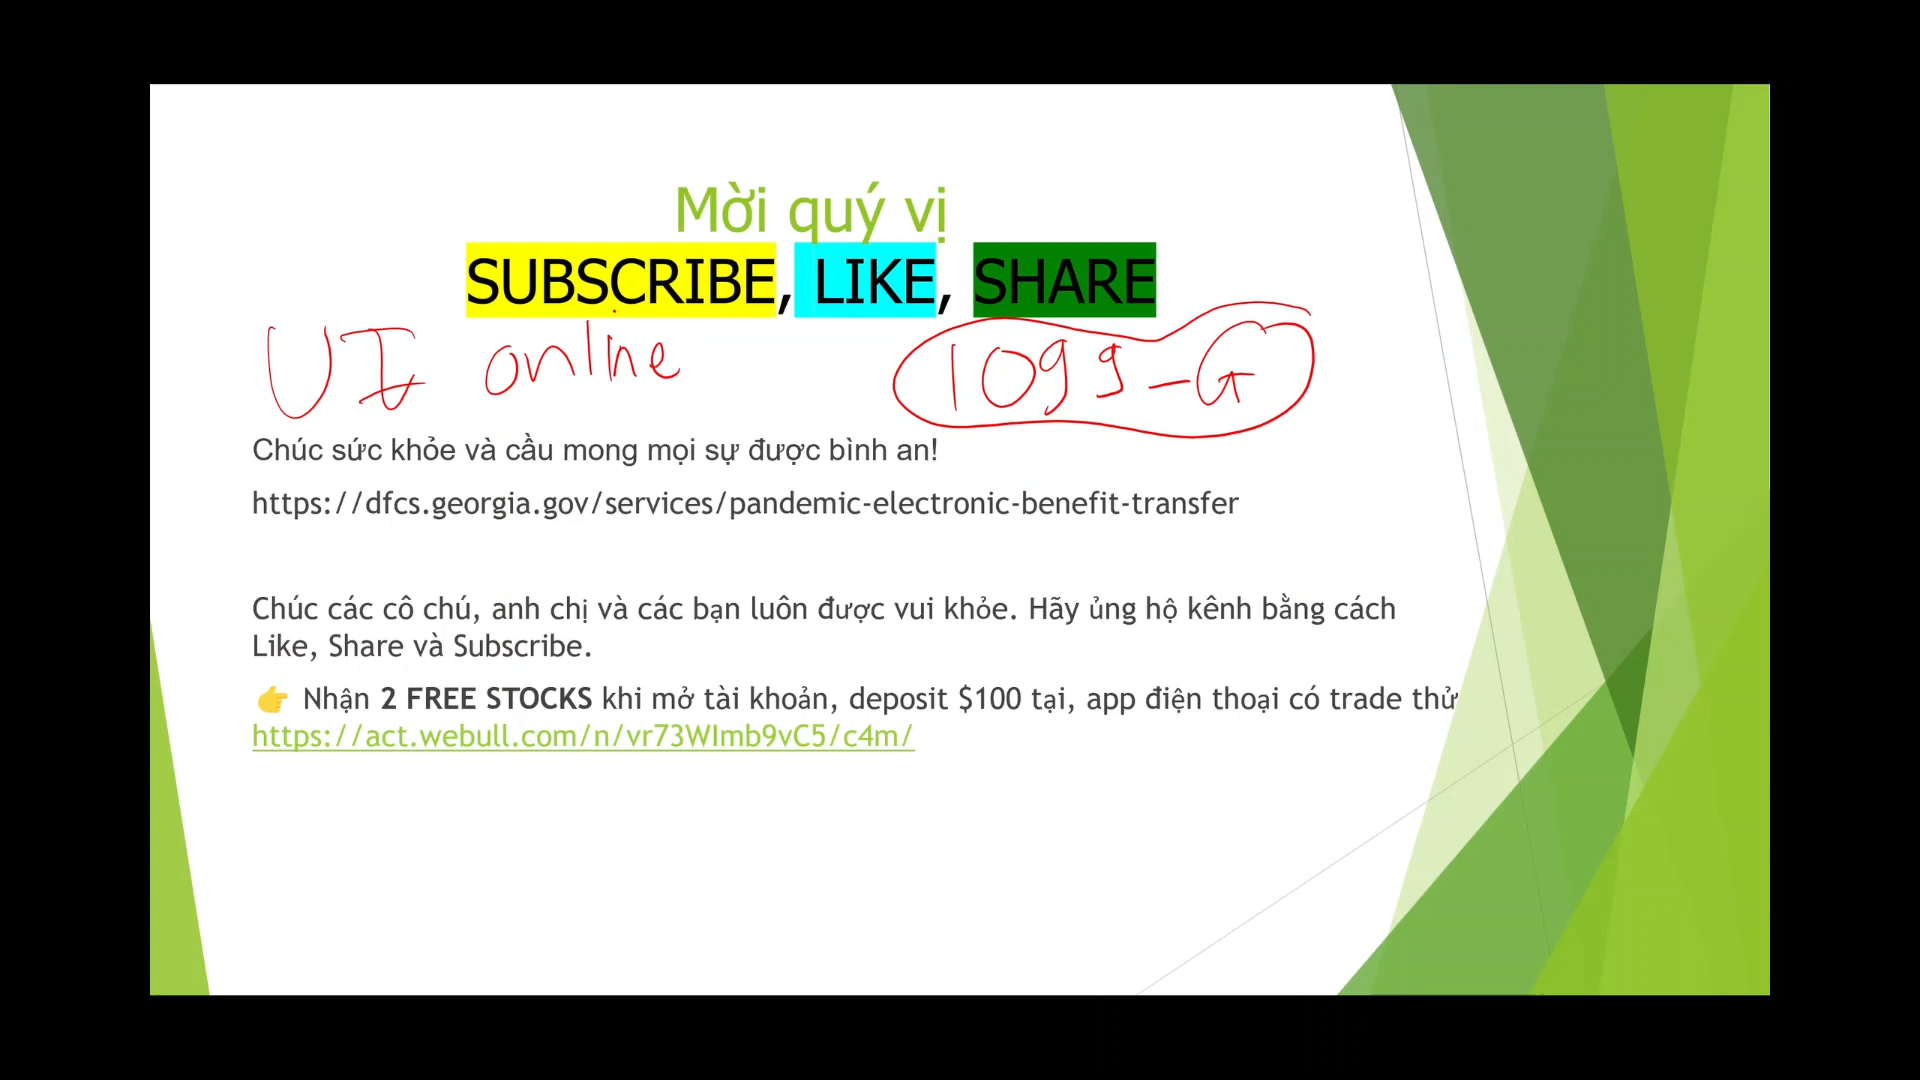 Mời quý vị
SUBSCRIBE, LIKE, SHARE
UI online 1099-G
Chúc sức khỏe và cầu mong mọi sự được bình an!
https://dfcs.georgia.gov/services/pandemic-electronic-benefit-transfer
Chúc các cô chú, anh chị và các bạn luôn được vui khỏe. Hãy ủng hộ kênh bằng cách
Like, Share và Subscribe.
👉 Nhận 2 FREE STOCKS khi mở tài khoản, deposit $100 tại, app điện thoại có trade thử
https://act.webull.com/n/vr73WImb9vC5/c4m/